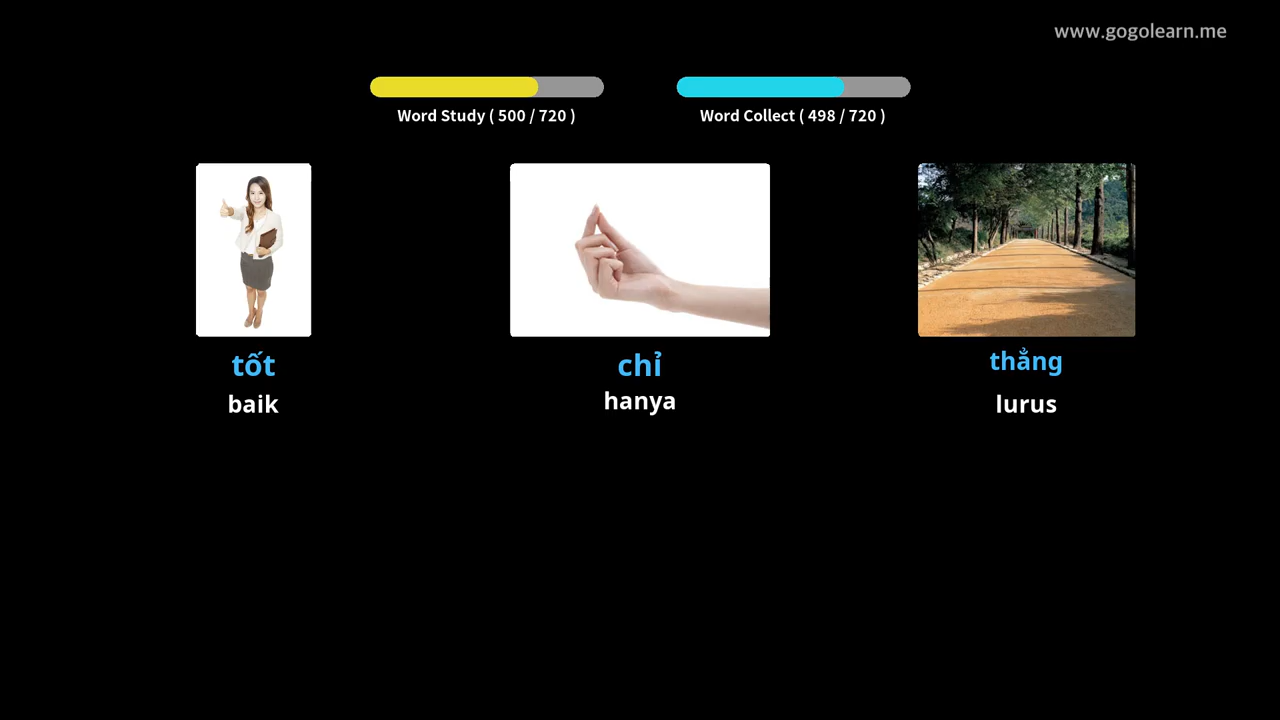 www.gogolearn.me
Word Study ( 500 / 720 )
Word Collect ( 498 / 720 )
tốt
baik
chỉ
hanya
thẳng
lurus